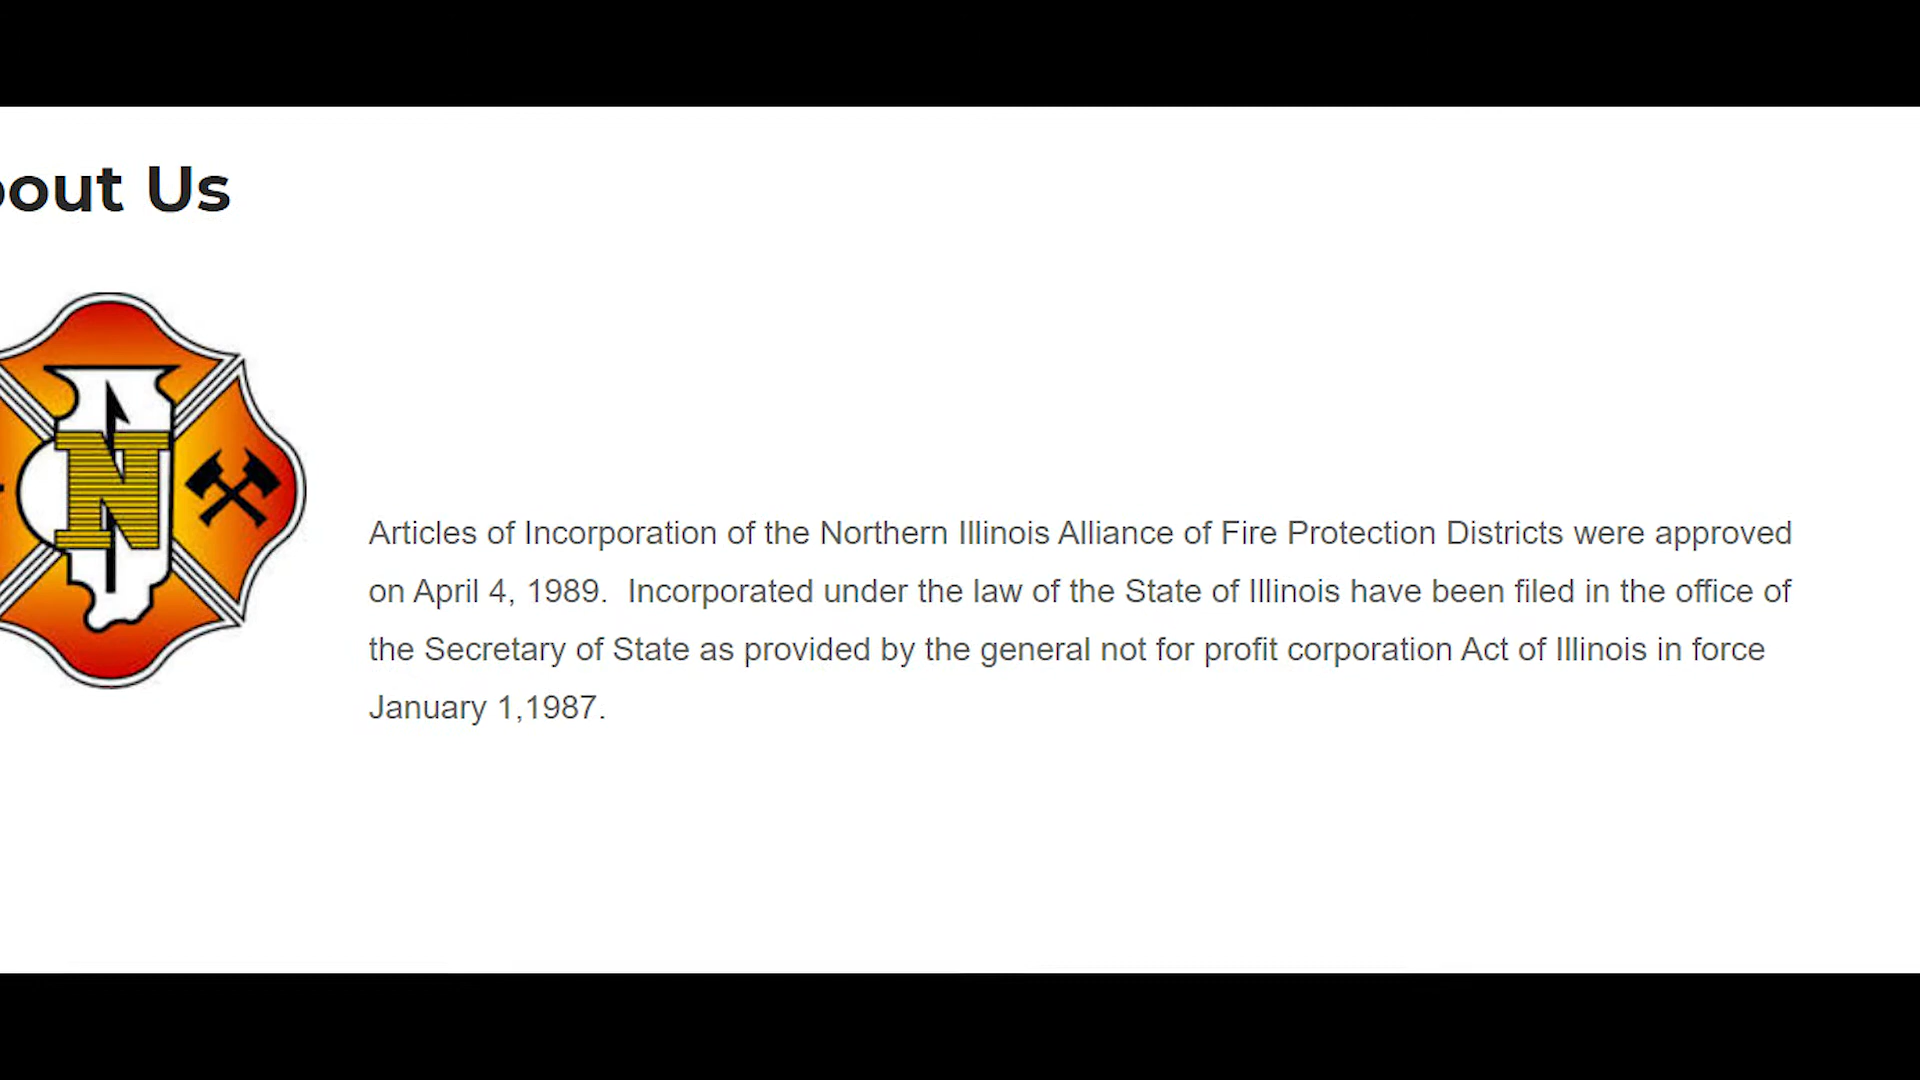 bout Us
N
Articles of Incorporation of the Northern Illinois Alliance of Fire Protection Districts were approved
on April 4, 1989.  Incorporated under the law of the State of Illinois have been filed in the office of
the Secretary of State as provided by the general not for profit corporation Act of Illinois in force
January 1,1987.